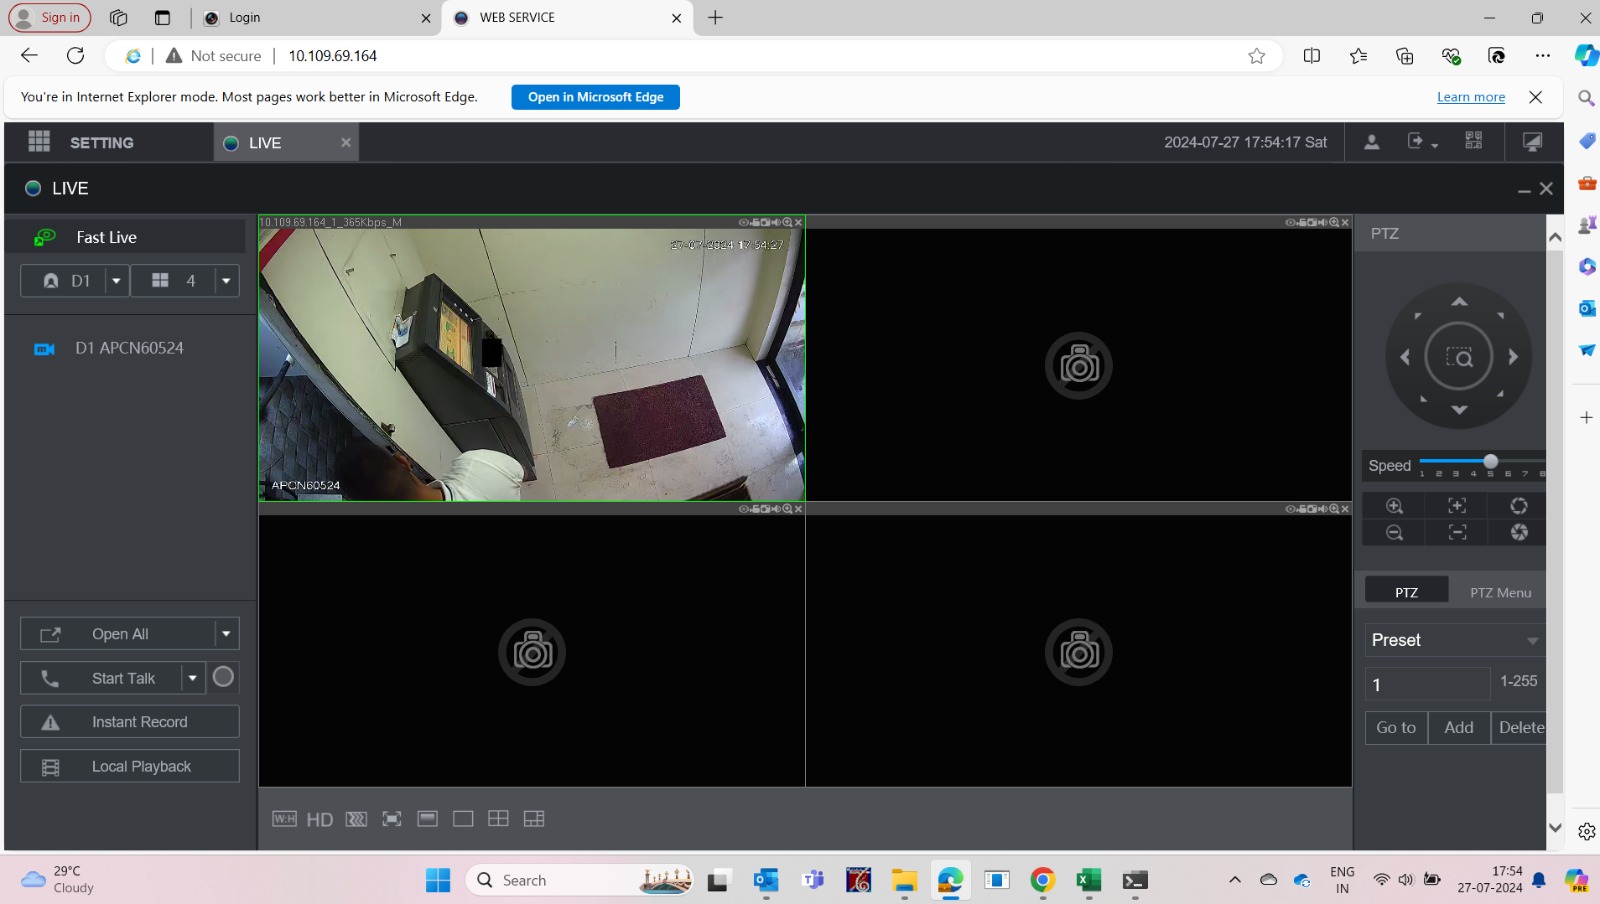 Sign in
Login
WEB SERVICE
Not secure
10.109.69.164
You're in Internet Explorer mode. Most pages work better in Microsoft Edge.
Open in Microsoft Edge
Learn more
SETTING
LIVE
2024-07-27 17:54:17 Sat
LIVE
Fast Live
D1
4
D1 APCN60524
10.109.69.164_1_365Kbps_M
27-07-2024 17:54:27
APCN60524
PTZ
Speed
1 2 3 4 5 6 7 8
PTZ
PTZ Menu
Preset
1
1-255
Go to
Add
Delete
Open All
Start Talk
Instant Record
Local Playback
W:H
HD
29°C
Cloudy
Search
ENG
IN
17:54
27-07-2024
PRE